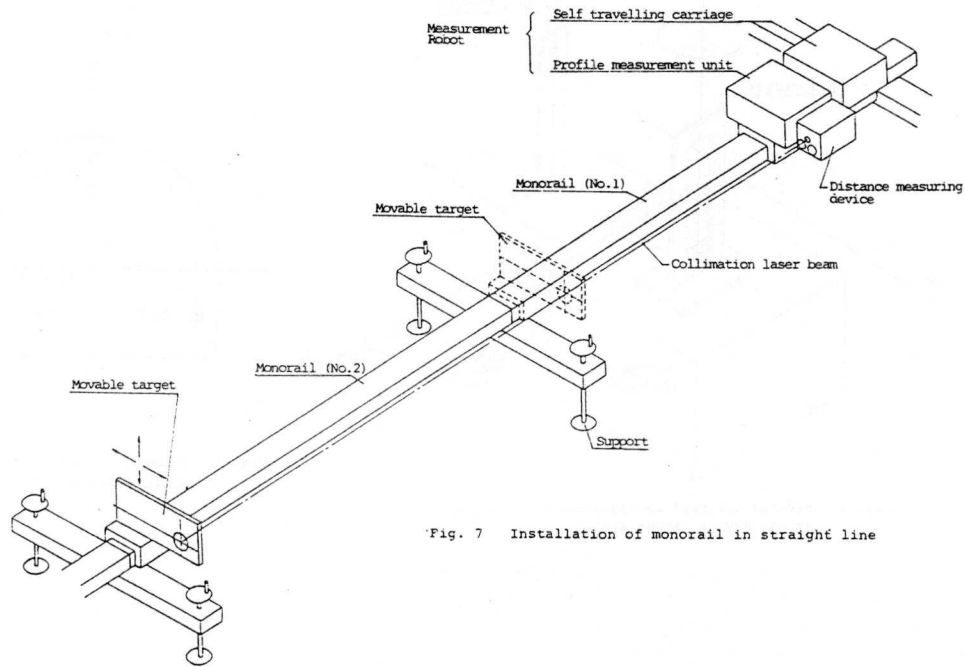 Self travelling carriage
Measurement
Robot
Profile measurement unit
Distance measuring
device
Monorail (No.1)
Movable target
Collimation laser beam
Monorail (No.2)
Movable target
Support
Fig. 7 Installation of monorail in straight line